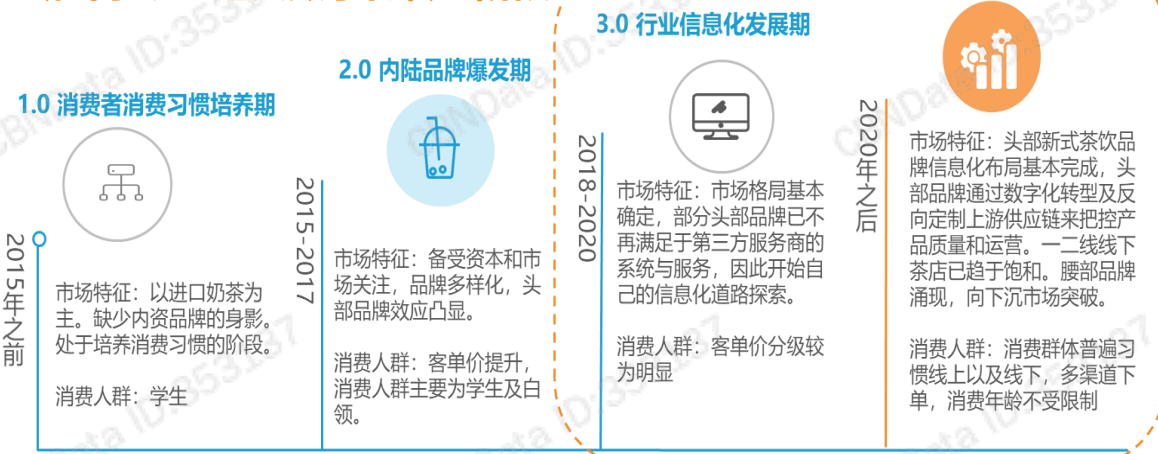 1.0 消费者消费习惯培养期
2015年之前
市场特征：以进口奶茶为
主。缺少内资品牌的身影。
处于培养消费习惯的阶段。
消费人群：学生
2.0 内陆品牌爆发期
2015-2017
市场特征：备受资本和市
场关注，品牌多样化，头
部品牌效应凸显。
消费人群：客单价提升，
消费人群主要为学生及白
领。
3.0 行业信息化发展期
2018-2020
市场特征：市场格局基本
确定，部分头部品牌已不
再满足于第三方服务商的
系统与服务，因此开始自
己的信息化道路探索。
消费人群：客单价分级较
为明显
2020年之后
市场特征：头部新式茶饮品
牌信息化布局基本完成，头
部品牌通过数字化转型及反
向定制上游供应链来把控产
品质量和运营。一二线线下
茶店已趋于饱和。腰部品牌
涌现，向下沉市场突破。
消费人群：消费群体普遍习
惯线上以及线下，多渠道下
单，消费年龄不受限制
CBNData ID:353137